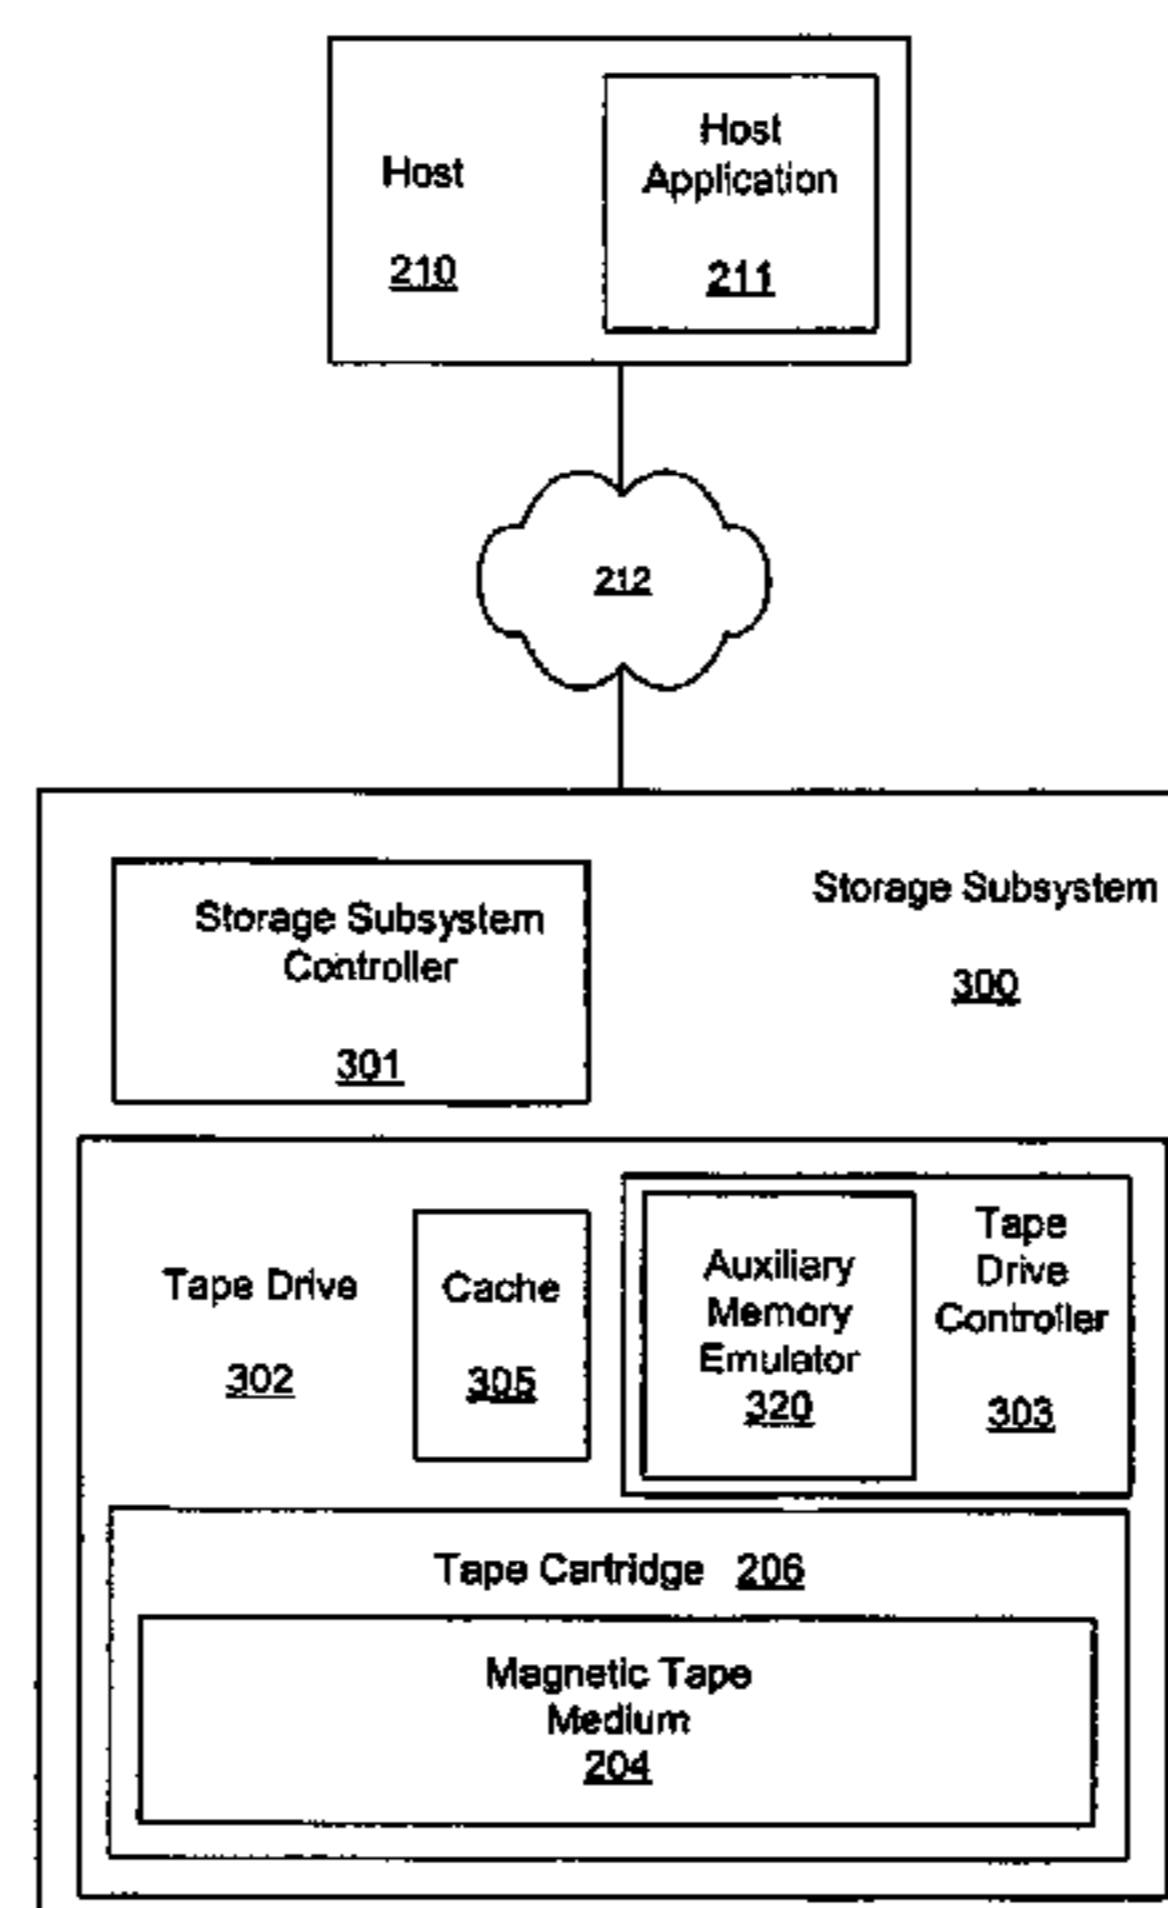 Host
210
Host
Application
211
212
Storage Subsystem
Controller
301
Storage Subsystem
300
Tape Drive
302
Cache
305
Auxiliary
Memory
Emulator
320
Tape
Drive
Controller
303
Tape Cartridge 206
Magnetic Tape
Medium
204